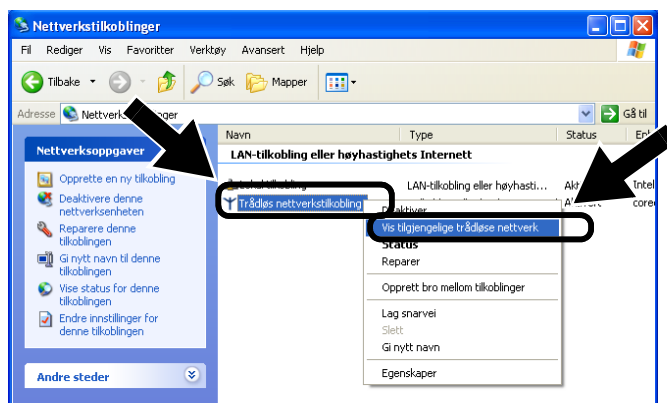 Nettverkstilkoblinger
Fil Rediger Vis Favoritter Verktøy Avansert Hjelp
Tilbake Søk Mapper
Adresse Gå til
Navn Type Status
Nettverksoppgaver
LAN-tilkobling eller høyhastighets Internett
Opprette en ny tilkobling
Deaktivere denne
nettverksenheten
Reparere denne
tilkoblingen
Gi nytt navn til denne
tilkoblingen
Vise status for denne
tilkoblingen
Endre innstillinger for
denne tilkoblingen
Andre steder
LAN-tilkobling eller høyhasti... Intel
Trådløs nettverkstilkobling
Deaktiver
Vis tilgjengelige trådløse nettverk
Status
Reparer
Opprett bro mellom tilkoblinger
Lag snarvei
Slett
Gi nytt navn
Egenskaper